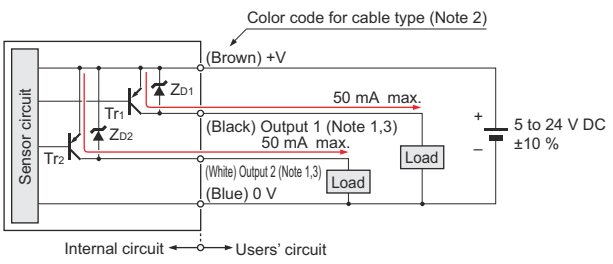 Color code for cable type (Note 2)
(Brown) +V
Sensor circuit
Tr1
ZD1
50 mA max.
(Black) Output 1 (Note 1,3)
Tr2
ZD2
50 mA max.
Load
+
–
5 to 24 V DC
±10 %
(White) Output 2 (Note 1,3)
Load
(Blue) 0 V
Internal circuit
Users' circuit